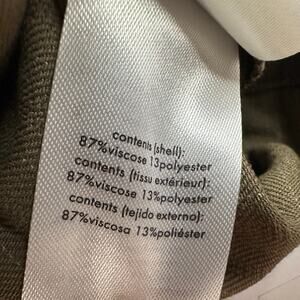 contents (shell):
87%viscose 13polyester
contents (tissu extérieur):
87%viscose 13%polyester
contents (tejido externo):
87%viscosa 13%poliéster